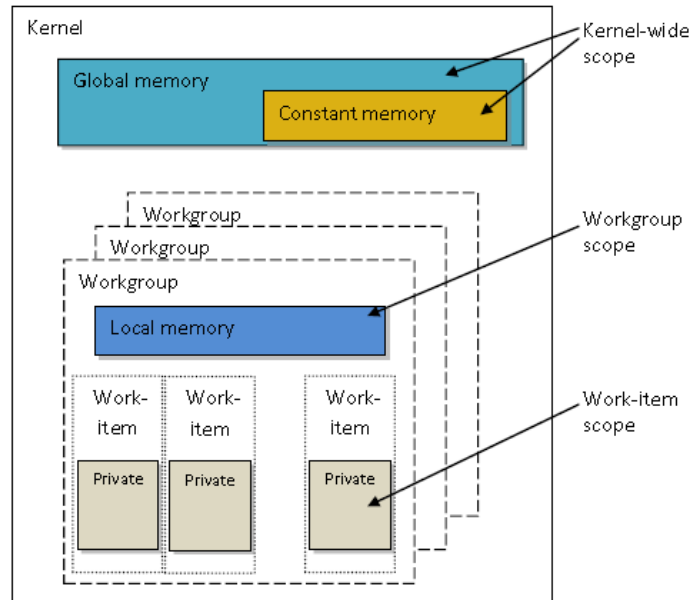 Kernel
Global memory
Constant memory
Kernel-wide
scope
Workgroup
Workgroup
Workgroup
Workgroup
scope
Local memory
Work-
item
Work-
item
Work-
item
Private
Private
Private
Work-item
scope